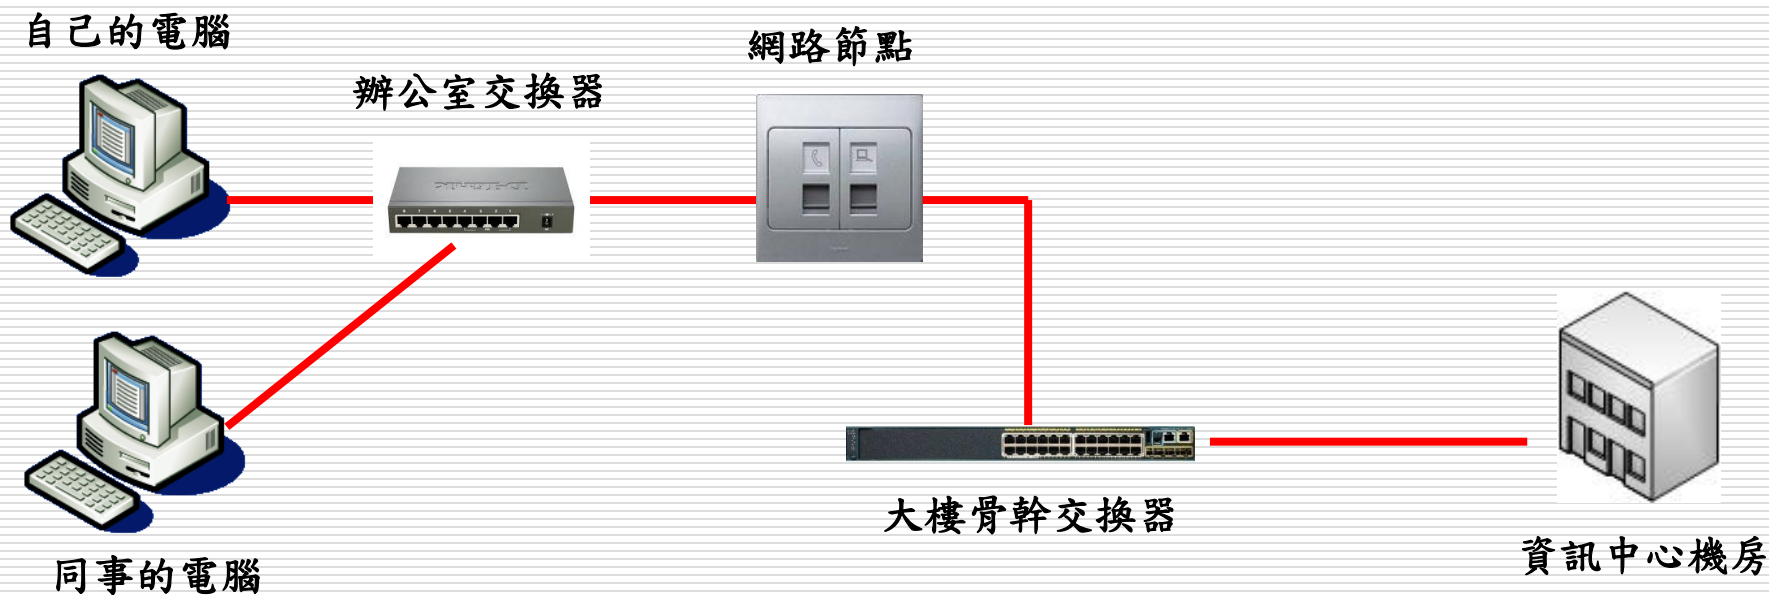 自己的電腦
辦公室交換器
網路節點
大樓骨幹交換器
資訊中心機房
同事的電腦